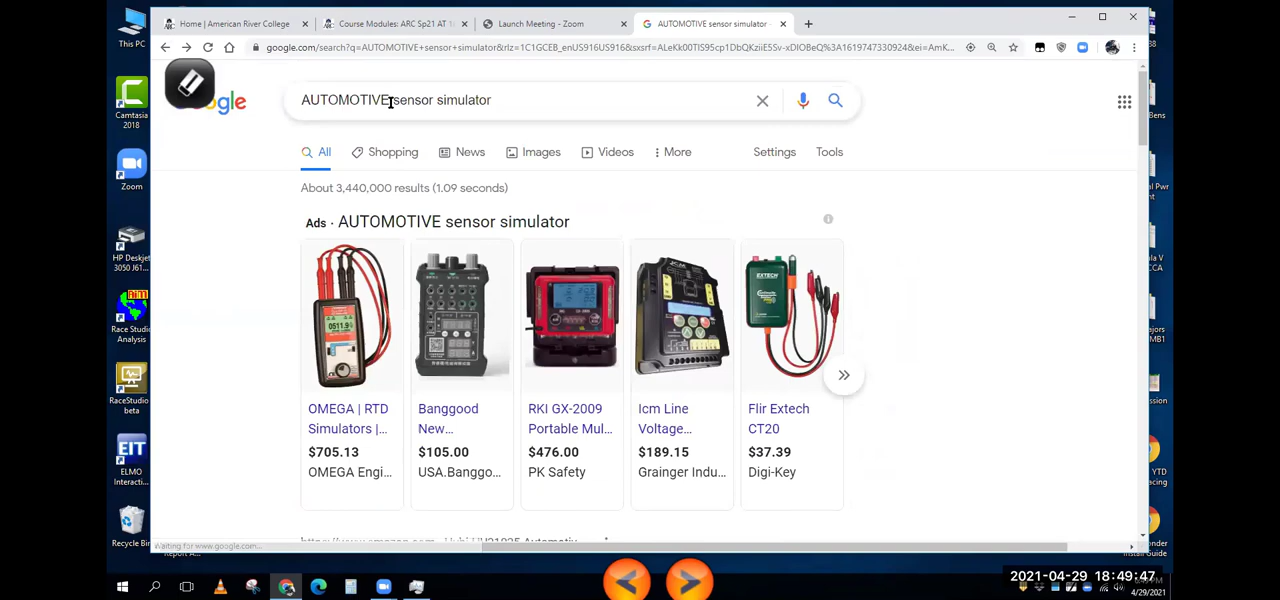 Home | American River College
Course Modules: ARC Sp21 AT 1
Launch Meeting - Zoom
AUTOMOTIVE sensor simulator -
google.com/search?q=AUTOMOTIVE+sensor+simulator&rlz=1C1GCEB_enUS916US916&sxsrf=ALeKk00TIS95cp1DbQKziiE5Sv-xDIOBeQ%3A1619747330924&ei=AmK...
This PC
AUTOMOTIVE sensor simulator
Camtasia
2018
All
Shopping
News
Images
Videos
More
Settings
Tools
Zoom
About 3,440,000 results (1.09 seconds)
Ads · AUTOMOTIVE sensor simulator
HP Deskjet
3050 J61...
Race Studio
Analysis
RaceStudio
beta
ELMO
Interacti...
Recycle Bin
OMEGA | RTD
Simulators |...
$705.13
OMEGA Engi...
Banggood
New...
$105.00
USA.Banggo...
RKI GX-2009
Portable Mul...
$476.00
PK Safety
Icm Line
Voltage...
$189.15
Grainger Indu...
Flir Extech
CT20
$37.39
Digi-Key
Waiting for www.google.com...
2021-04-29 18:49:47
4/29/2021